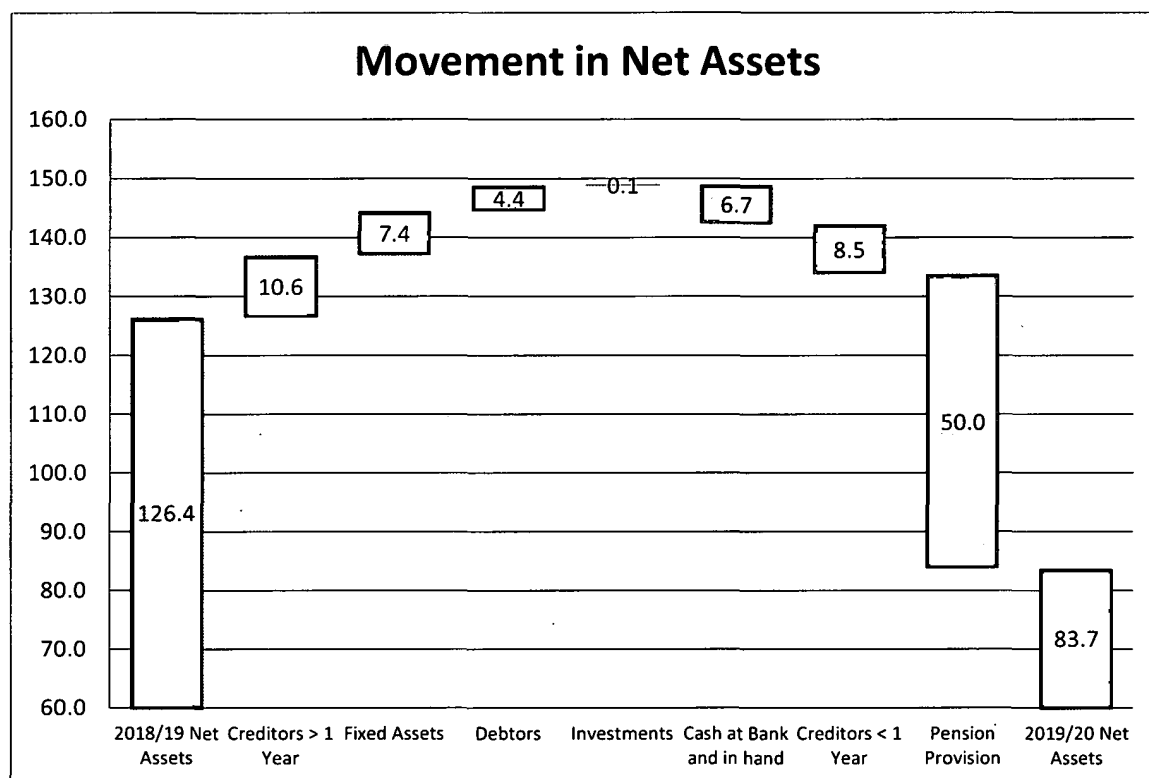 Movement in Net Assets
160.0
150.0
140.0
130.0
120.0
110.0
100.0
90.0
80.0
70.0
60.0
126.4
10.6
7.4
4.4
0.1
6.7
8.5
50.0
83.7
2018/19 Net Assets
Creditors > 1 Year
Fixed Assets
Debtors
Investments
Cash at Bank and in hand
Creditors < 1 Year
Pension Provision
2019/20 Net Assets